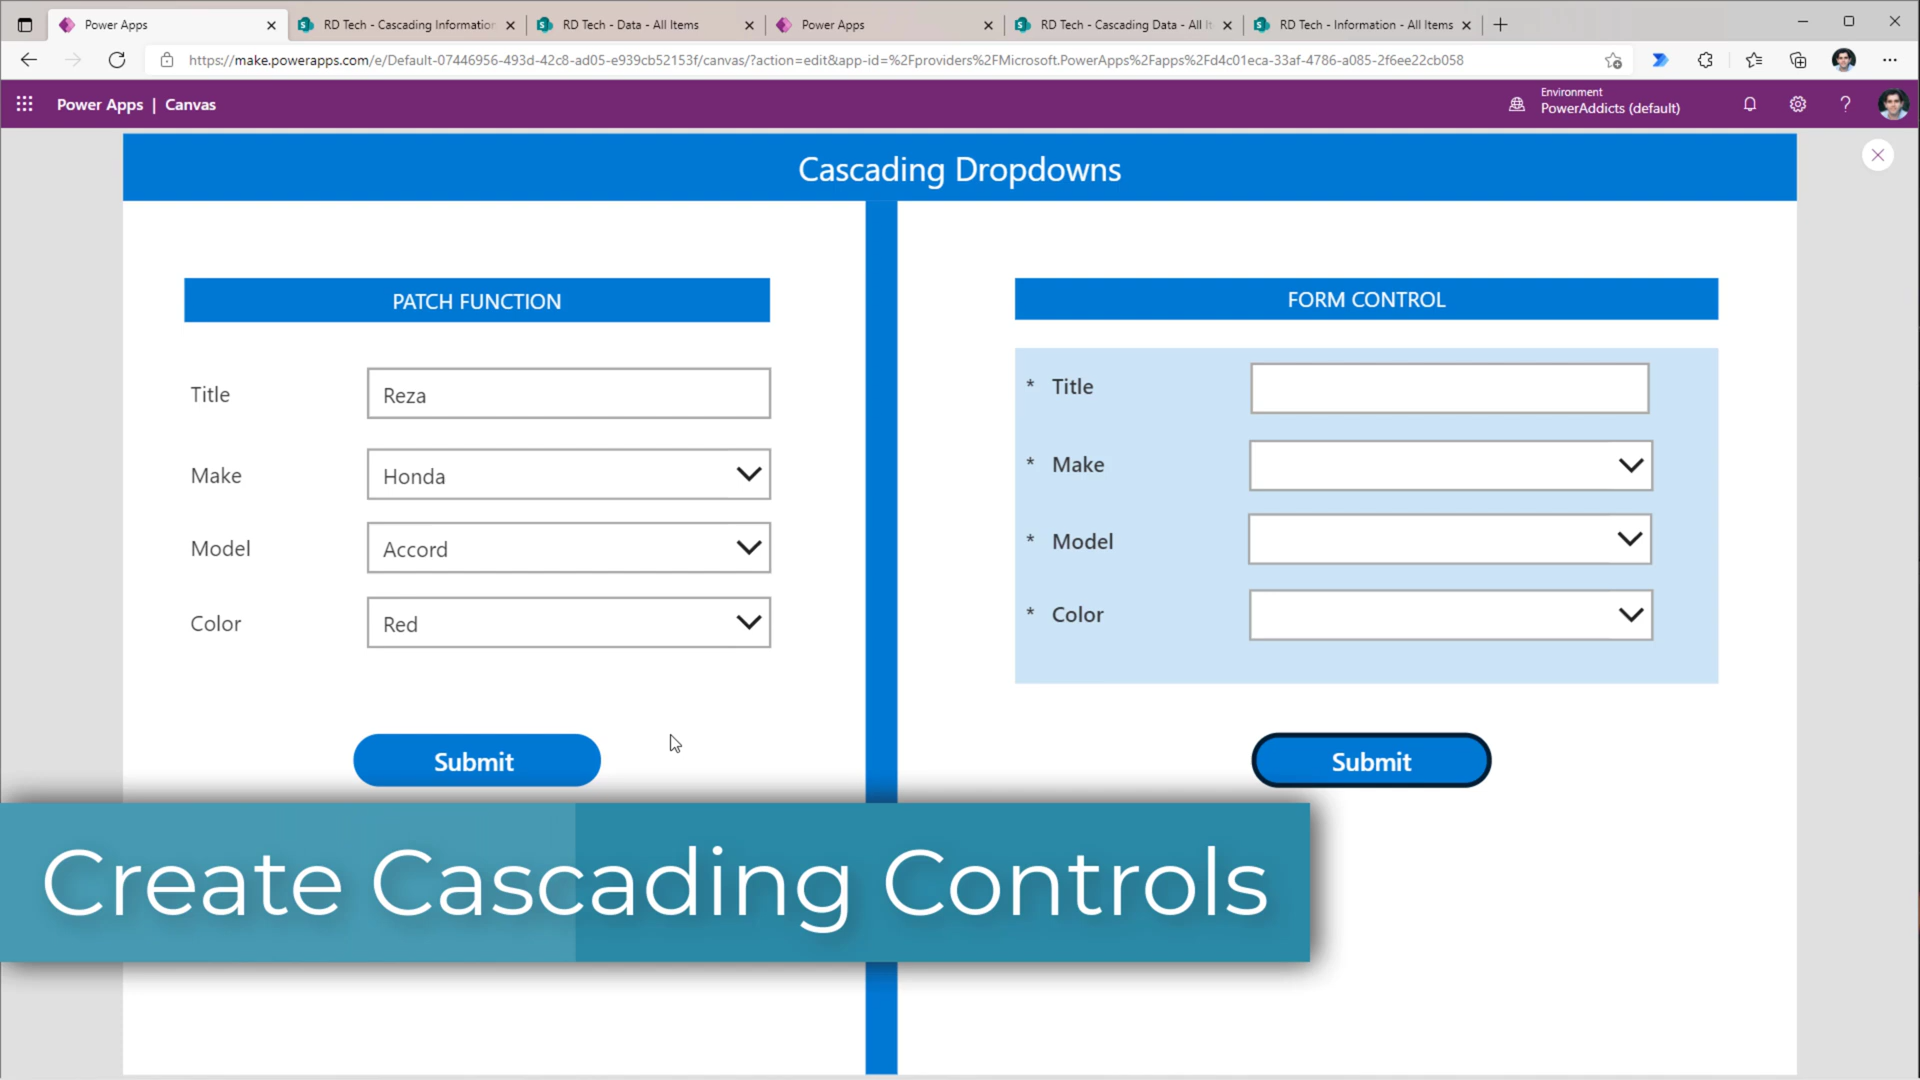 Power Apps
RD Tech - Cascading Information
RD Tech - Data - All Items
Power Apps
RD Tech - Cascading Data - All It
RD Tech - Information - All Items
https://make.powerapps.com/e/Default-07446956-493d-42c8-ad05-e939cb52153f/canvas/?action=edit&app-id=%2Fproviders%2FMicrosoft.PowerApps%2Fapps%2Fd4c01eca-33af-4786-a085-2f6ee22cb058
Power Apps | Canvas
Environment
PowerAddicts (default)
Cascading Dropdowns
PATCH FUNCTION
Title Reza
Make Honda
Model Accord
Color Red
Submit
FORM CONTROL
* Title
* Make
* Model
* Color
Submit
Create Cascading Controls